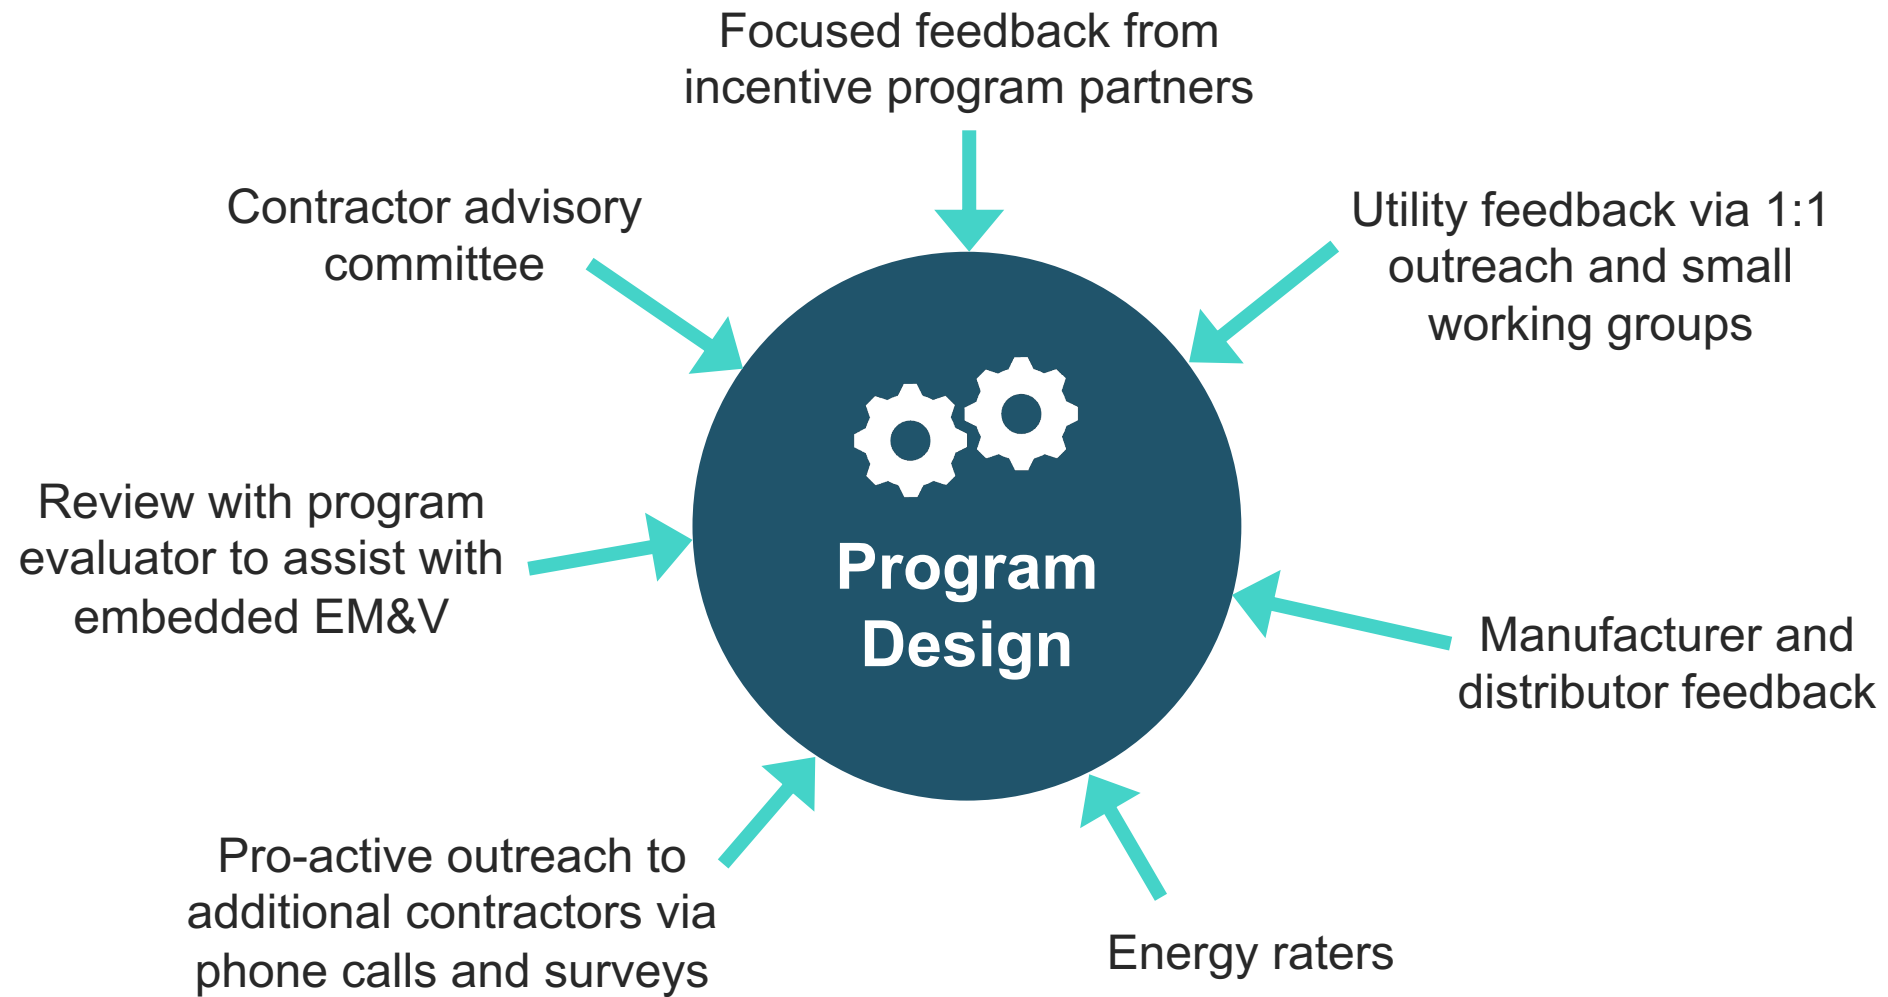 Focused feedback from
incentive program partners
Contractor advisory
committee
Utility feedback via 1:1
outreach and small
working groups
Review with program
evaluator to assist with
embedded EM&V
Program
Design
Manufacturer and
distributor feedback
Pro-active outreach to
additional contractors via
phone calls and surveys
Energy raters